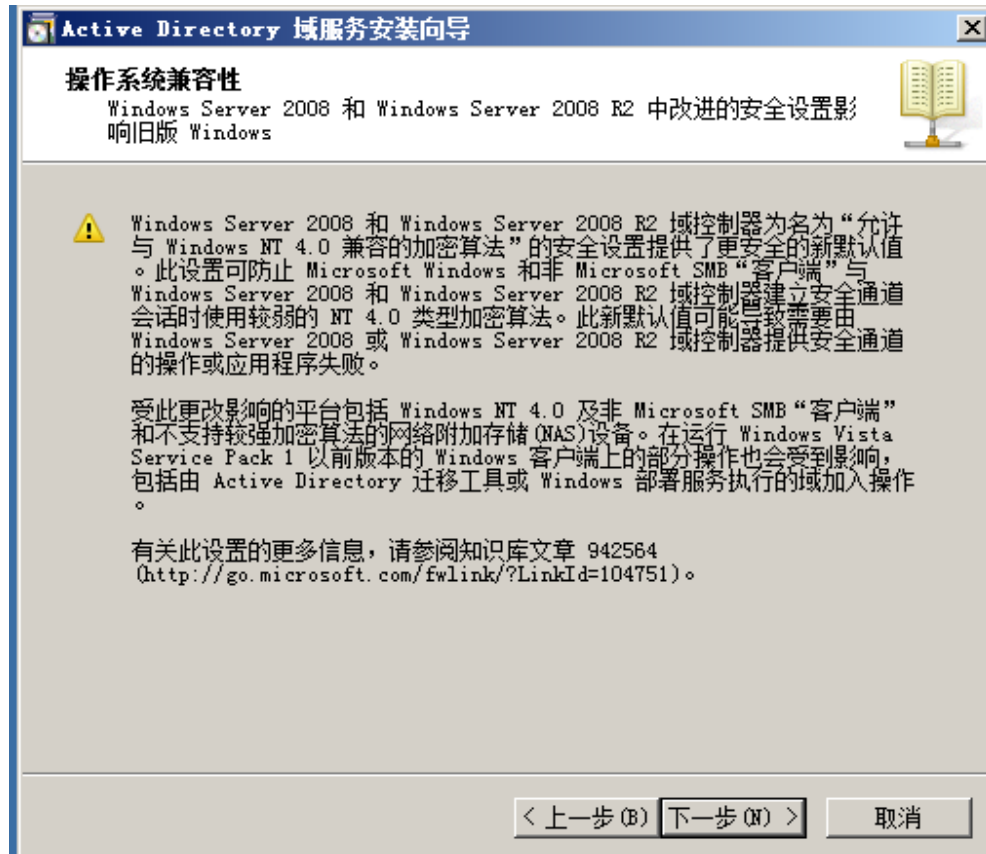 Active Directory 域服务安装向导
操作系统兼容性
Windows Server 2008 和 Windows Server 2008 R2 中改进的安全设置影
响旧版 Windows
Windows Server 2008 和 Windows Server 2008 R2 域控制器为名为“允许
与 Windows NT 4.0 兼容的加密算法”的安全设置提供了更安全的新默认值
。此设置可防止 Microsoft Windows 和非 Microsoft SMB“客户端”与
Windows Server 2008 和 Windows Server 2008 R2 域控制器建立安全通道
会话时使用较弱的 NT 4.0 类型加密算法。此新默认值可能导致需要由
Windows Server 2008 或 Windows Server 2008 R2 域控制器提供安全通道
的操作或应用程序失败。
受此更改影响的平台包括 Windows NT 4.0 及非 Microsoft SMB“客户端”
和不支持较强加密算法的网络附加存储(NAS)设备。在运行 Windows Vista
Service Pack 1 以前版本的 Windows 客户端上的部分操作也会受到影响，
包括由 Active Directory 迁移工具或 Windows 部署服务执行的域加入操作
。
有关此设置的更多信息，请参阅知识库文章 942564
(http://go.microsoft.com/fwlink/?LinkId=104751)。
< 上一步(B) 下一步(N) > 取消